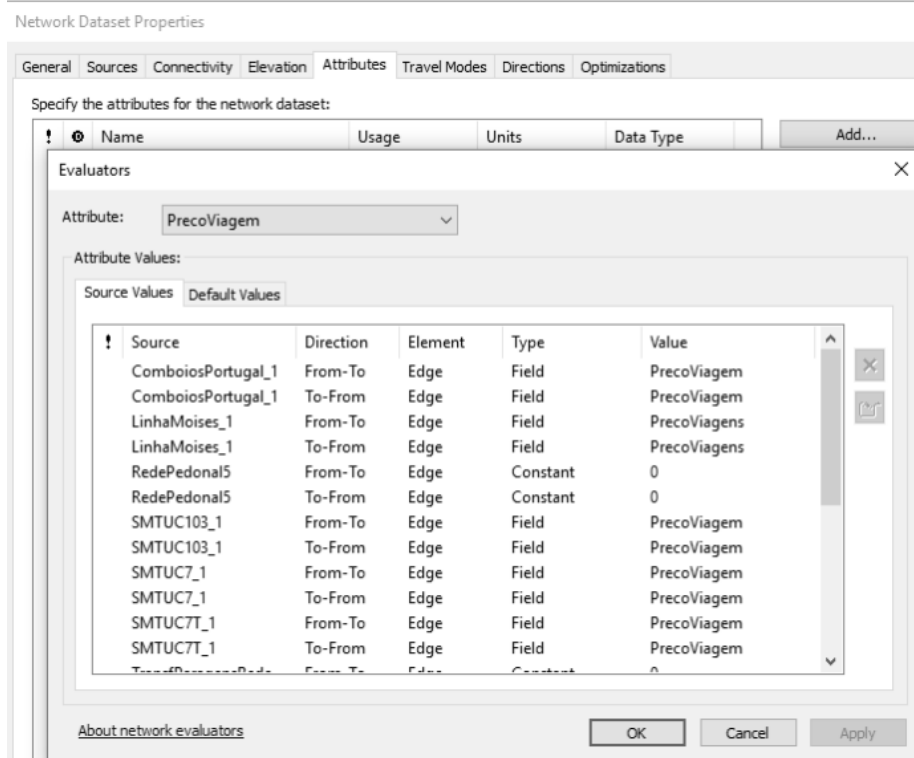 Network Dataset Properties
General Sources Connectivity Elevation Attributes Travel Modes Directions Optimizations
Specify the attributes for the network dataset:
! Name Usage Units Data Type Add...
Evaluators
Attribute: PrecoViagem
Attribute Values:
Source Values Default Values
! Source Direction Element Type Value
ComboiosPortugal_1 From-To Edge Field PrecoViagem
ComboiosPortugal_1 To-From Edge Field PrecoViagem
LinhaMoises_1 From-To Edge Field PrecoViagens
LinhaMoises_1 To-From Edge Field PrecoViagens
RedePedonal5 From-To Edge Constant 0
RedePedonal5 To-From Edge Constant 0
SMTUC103_1 From-To Edge Field PrecoViagem
SMTUC103_1 To-From Edge Field PrecoViagem
SMTUC7_1 From-To Edge Field PrecoViagem
SMTUC7_1 To-From Edge Field PrecoViagem
SMTUC7T_1 From-To Edge Field PrecoViagem
SMTUC7T_1 To-From Edge Field PrecoViagem
From-To Edge Constant 0
About network evaluators OK Cancel Apply